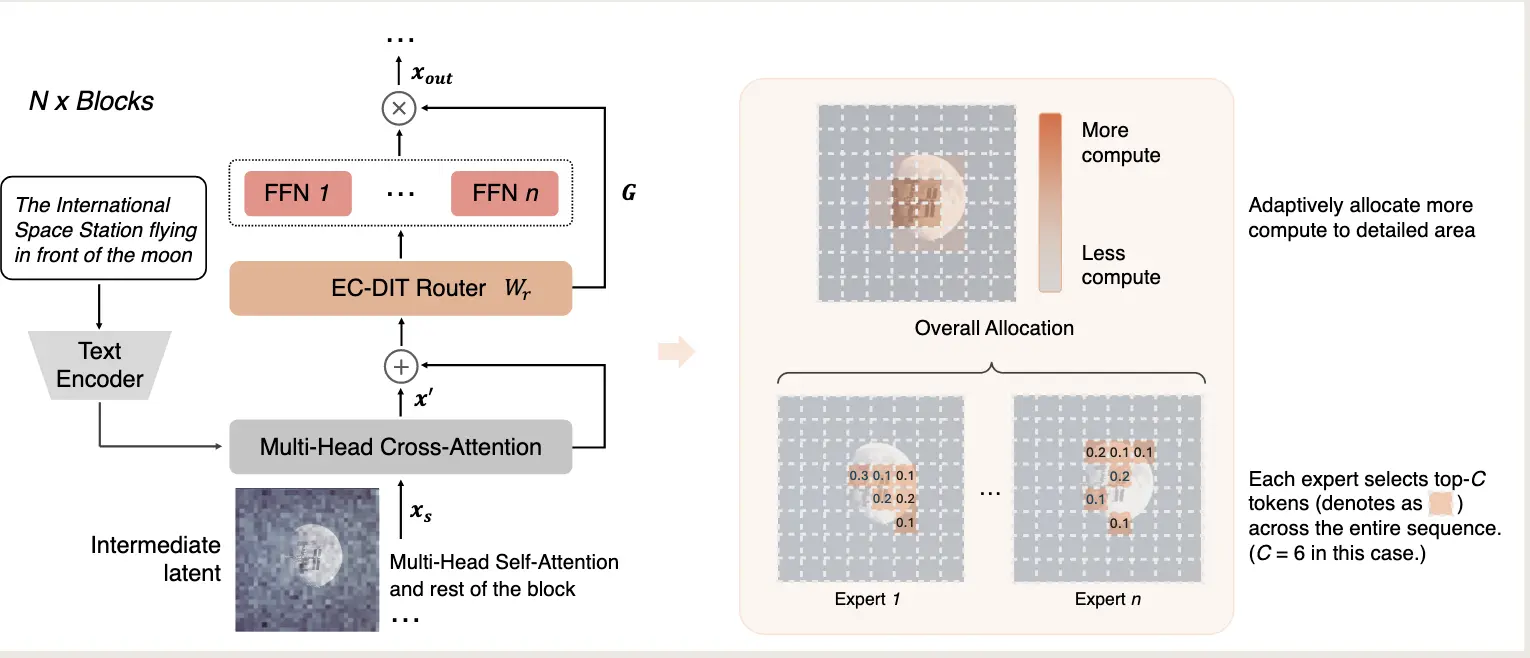 ...
x_out
N x Blocks
FFN 1
...
FFN n
G
The International
Space Station flying
in front of the moon
EC-DIT Router W_r
Text
Encoder
x'
Multi-Head Cross-Attention
x_s
Intermediate
latent
Multi-Head Self-Attention
and rest of the block
...
More
compute
Less
compute
Adaptively allocate more
compute to detailed area
Overall Allocation
0.3 0.1 0.1
0.2 0.2
0.1
Expert 1
...
0.2 0.1 0.1
0.2
0.1
0.1
Expert n
Each expert selects top-C
tokens (denotes as )
across the entire sequence.
(C = 6 in this case.)